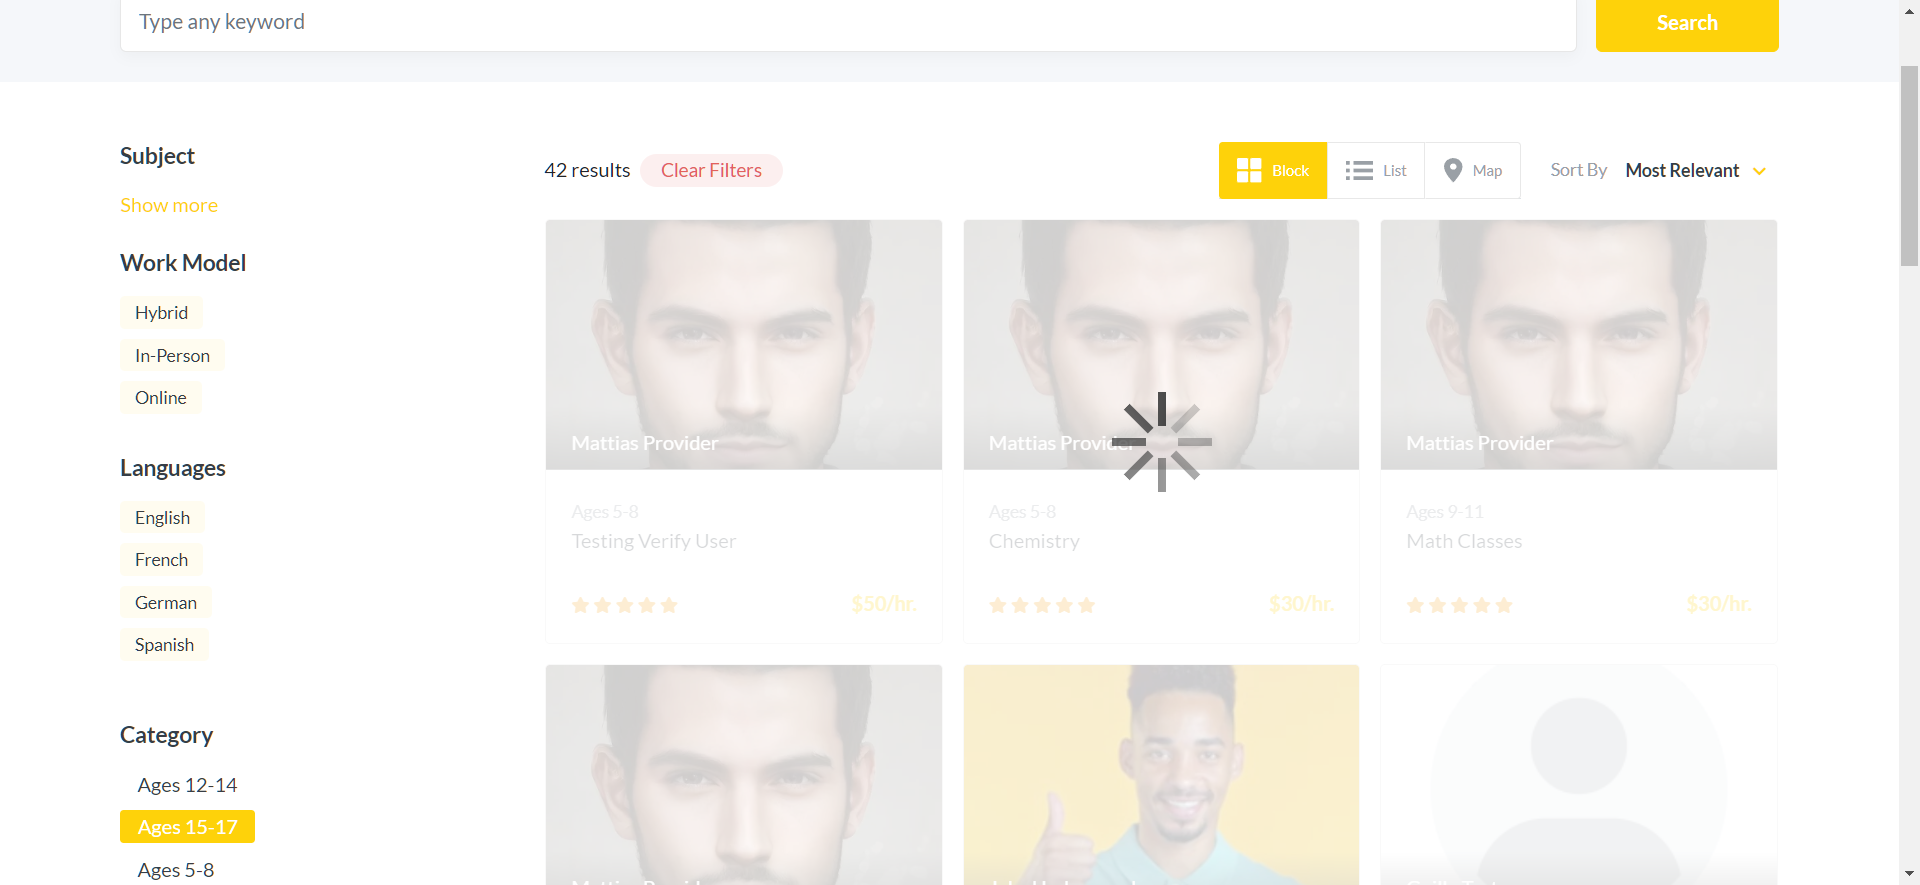 Type any keyword
Search
Subject
Show more
Work Model
Hybrid
In-Person
Online
Languages
English
French
German
Spanish
Category
Ages 12-14
Ages 15-17
Ages 5-8
42 results
Clear Filters
Block
List
Map
Sort By
Most Relevant
Mattias Provider
Ages 5-8
Testing Verify User
$50/hr.
Mattias Provider
Ages 5-8
Chemistry
$30/hr.
Mattias Provider
Ages 9-11
Math Classes
$30/hr.